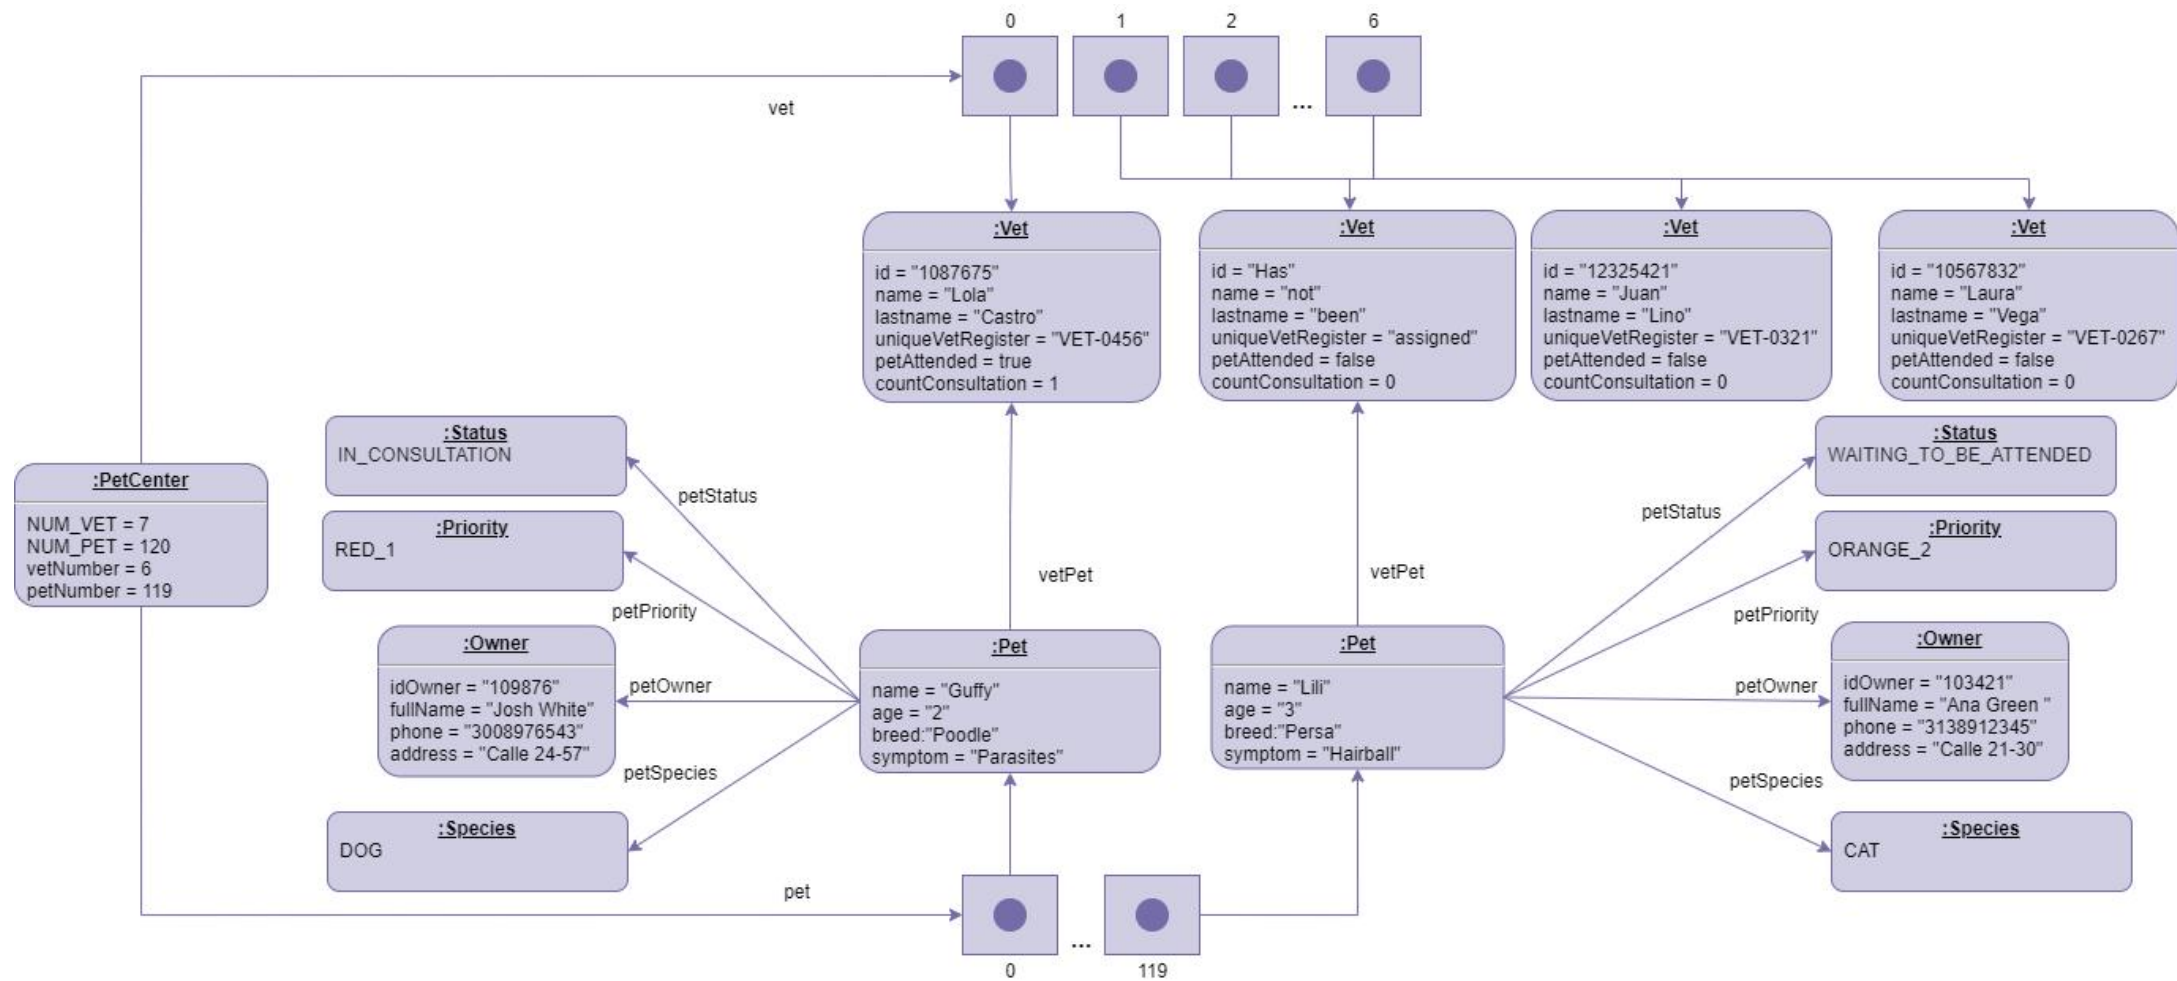 0
1
2
6
...
vet
:Vet
id = "1087675"
name = "Lola"
lastname = "Castro"
uniqueVetRegister = "VET-0456"
petAttended = true
countConsultation = 1
:Vet
id = "Has"
name = "not"
lastname = "been"
uniqueVetRegister = "assigned"
petAttended = false
countConsultation = 0
:Vet
id = "12325421"
name = "Juan"
lastname = "Lino"
uniqueVetRegister = "VET-0321"
petAttended = false
countConsultation = 0
:Vet
id = "10567832"
name = "Laura"
lastname = "Vega"
uniqueVetRegister = "VET-0267"
petAttended = false
countConsultation = 0
:PetCenter
NUM_VET = 7
NUM_PET = 120
vetNumber = 6
petNumber = 119
:Status
IN_CONSULTATION
petStatus
:Priority
RED_1
petPriority
:Owner
idOwner = "109876"
fullName = "Josh White"
phone = "3008976543"
address = "Calle 24-57"
petOwner
petSpecies
:Species
DOG
vetPet
:Pet
name = "Guffy"
age = "2"
breed:"Poodle"
symptom = "Parasites"
vetPet
:Pet
name = "Lili"
age = "3"
breed:"Persa"
symptom = "Hairball"
:Status
WAITING_TO_BE_ATTENDED
petStatus
:Priority
ORANGE_2
petPriority
:Owner
idOwner = "103421"
fullName = "Ana Green "
phone = "3138912345"
address = "Calle 21-30"
petOwner
petSpecies
:Species
CAT
pet
...
0
119